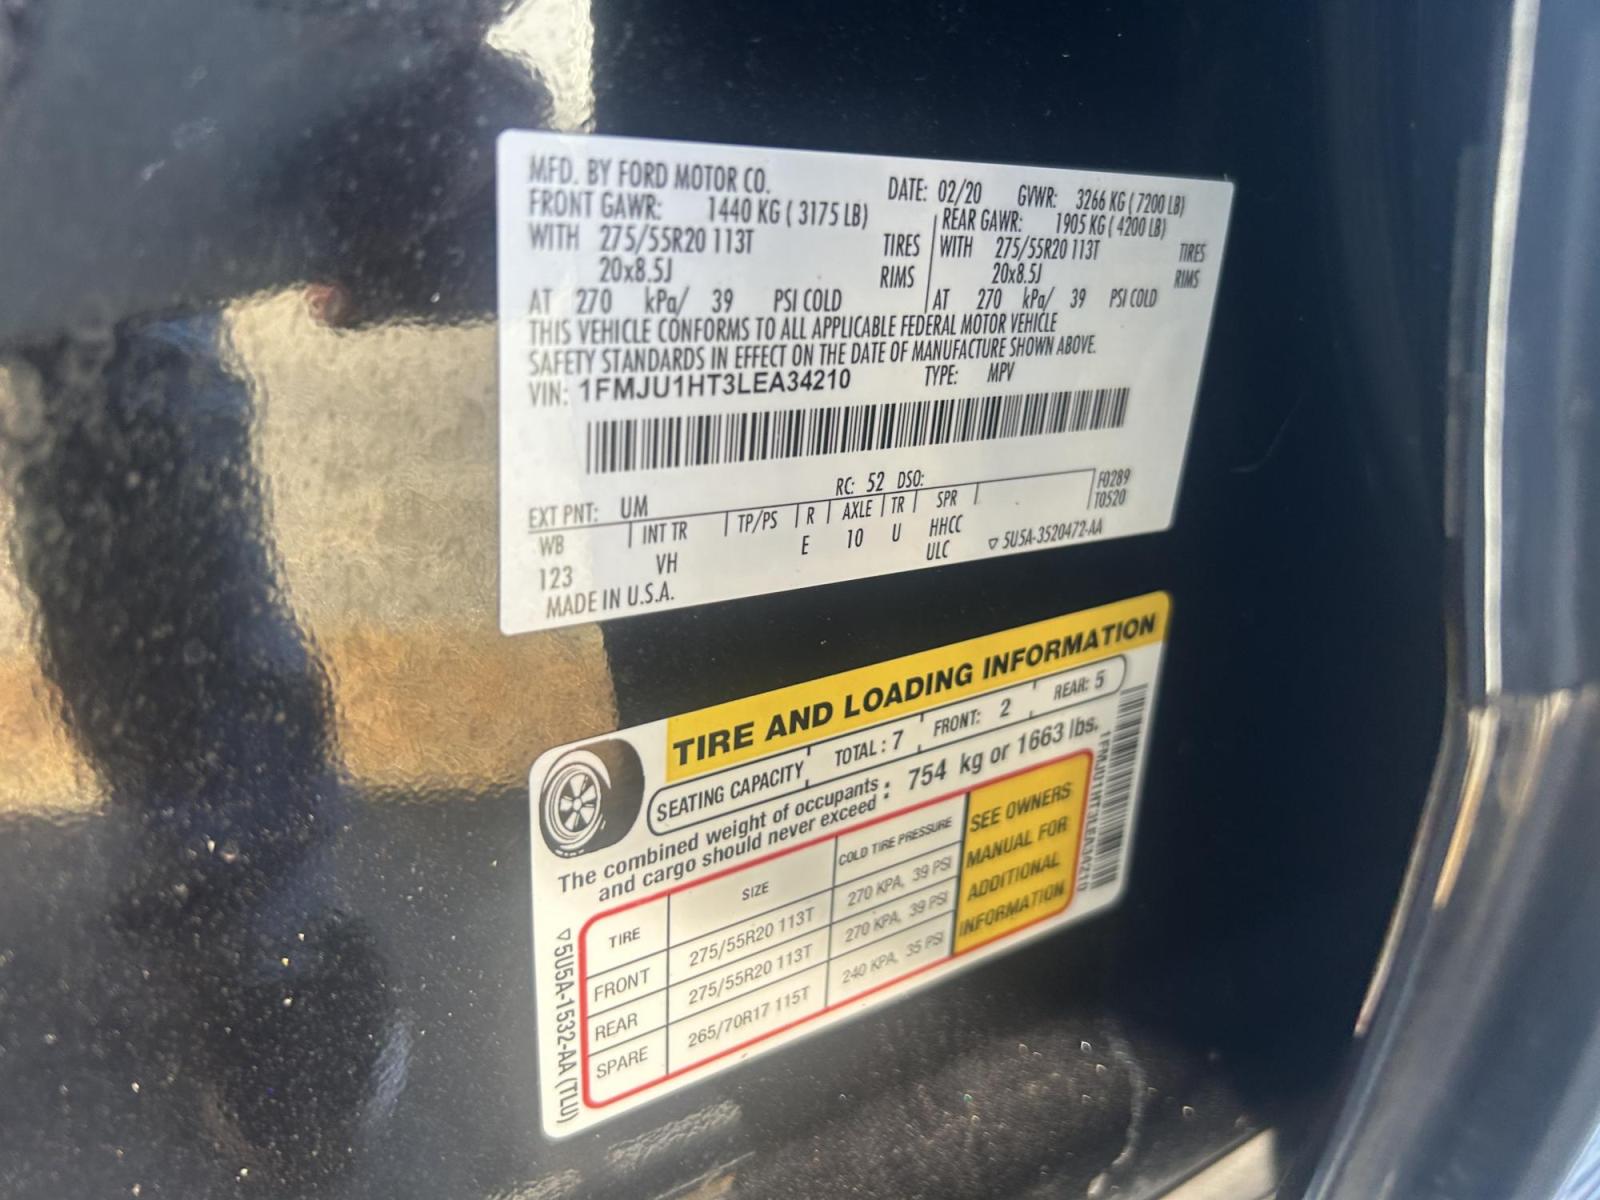 MFD. BY FORD MOTOR CO.
DATE: 02/20 GVWR: 3266 KG ( 7200 LB)
FRONT GAWR: 1440 KG ( 3175 LB)
REAR GAWR: 1905 KG ( 4200 LB)
WITH 275/55R20 113T TIRES
WITH 275/55R20 113T TIRES
20x8.5J RIMS
20x8.5J RIMS
AT 270 kPa/ 39 PSI COLD
AT 270 kPa/ 39 PSI COLD
THIS VEHICLE CONFORMS TO ALL APPLICABLE FEDERAL MOTOR VEHICLE
SAFETY STANDARDS IN EFFECT ON THE DATE OF MANUFACTURE SHOWN ABOVE.
VIN: 1FMJU1HT3LEA34210 TYPE: MPV
EXT PNT: UM RC: 52 DSO: F0289
WB INT TR TP/PS R AXLE TR SPR T0520
123 VH E 10 U HHCC
ULC ▽ 5U5A-3520472-AA
MADE IN U.S.A.
TIRE AND LOADING INFORMATION
SEATING CAPACITY TOTAL: 7 FRONT: 2 REAR: 5
The combined weight of occupants
and cargo should never exceed : 754 kg or 1663 lbs.
TIRE SIZE COLD TIRE PRESSURE
FRONT 275/55R20 113T 270 KPA, 39 PSI
REAR 275/55R20 113T 270 KPA, 39 PSI
SPARE 265/70R17 115T 240 KPA, 35 PSI
SEE OWNERS
MANUAL FOR
ADDITIONAL
INFORMATION
1FMJU1HT3LEA34210
▽5U5A-1532-AA (TLU)